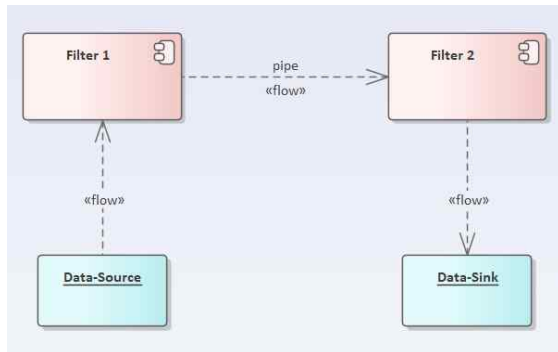 Filter 1
pipe
«flow»
Filter 2
«flow»
«flow»
Data-Source
Data-Sink